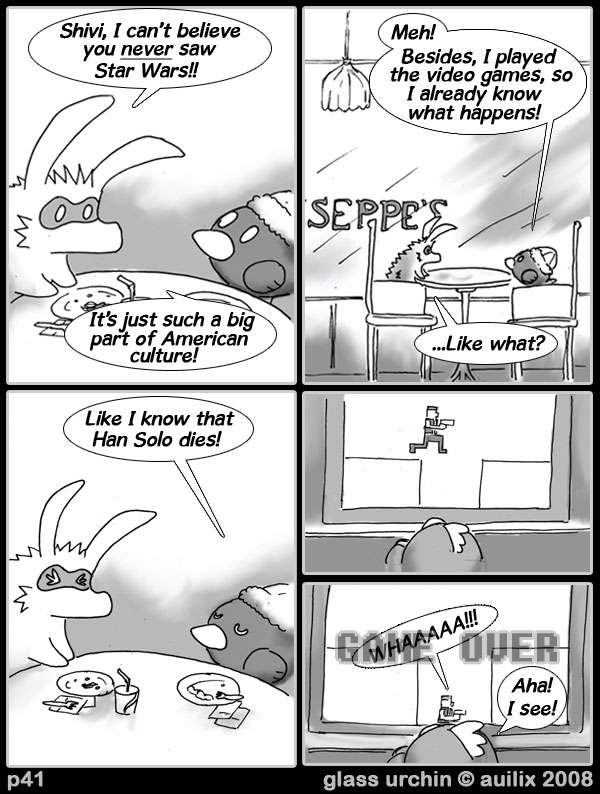 Shivi, I can't believe
you never saw
Star Wars!!
It's just such a big
part of American
culture!
Meh!
Besides, I played
the video games, so
I already know
what happens!
SEPPE'S
...Like what?
Like I know that
Han Solo dies!
GAME OVER
WHAAAAA!!!
Aha!
I see!
p41
glass urchin © auilix 2008